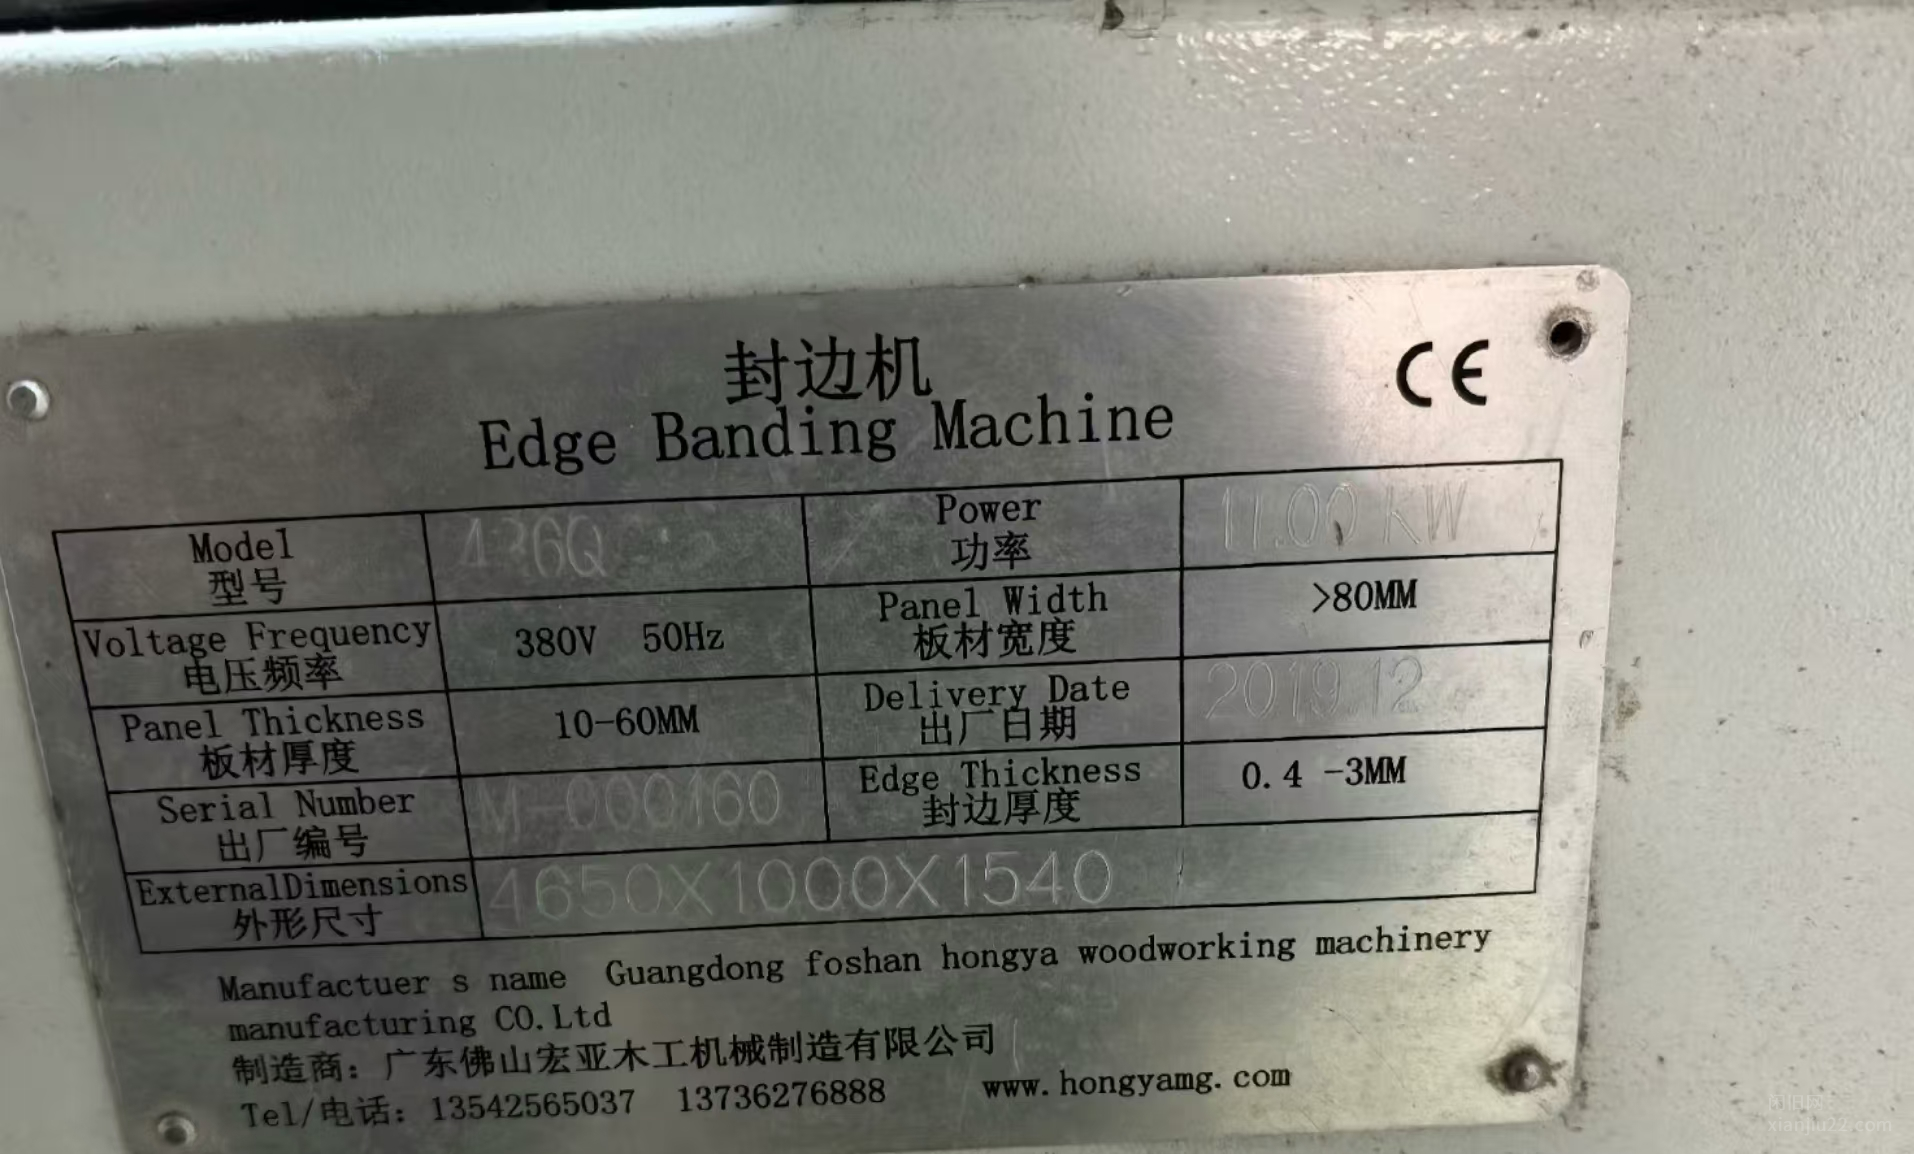 封边机
CE
Edge Banding Machine
Model 436Q Power 11.00KW
型号 功率
Voltage Frequency 380V 50Hz Panel Width >80MM
电压频率 板材宽度
Panel Thickness 10-60MM Delivery Date 2019.12
板材厚度 出厂日期
Serial Number M-000160 Edge Thickness 0.4 -3MM
出厂编号 封边厚度
ExternalDimensions 4650X1000X1540
外形尺寸
Manufactuer s name Guangdong foshan hongya woodworking machinery
manufacturing CO.Ltd
制造商: 广东佛山宏亚木工机械制造有限公司
Tel/电话: 13542565037 13736276888 www.hongyamg.com
xianjiu22.com